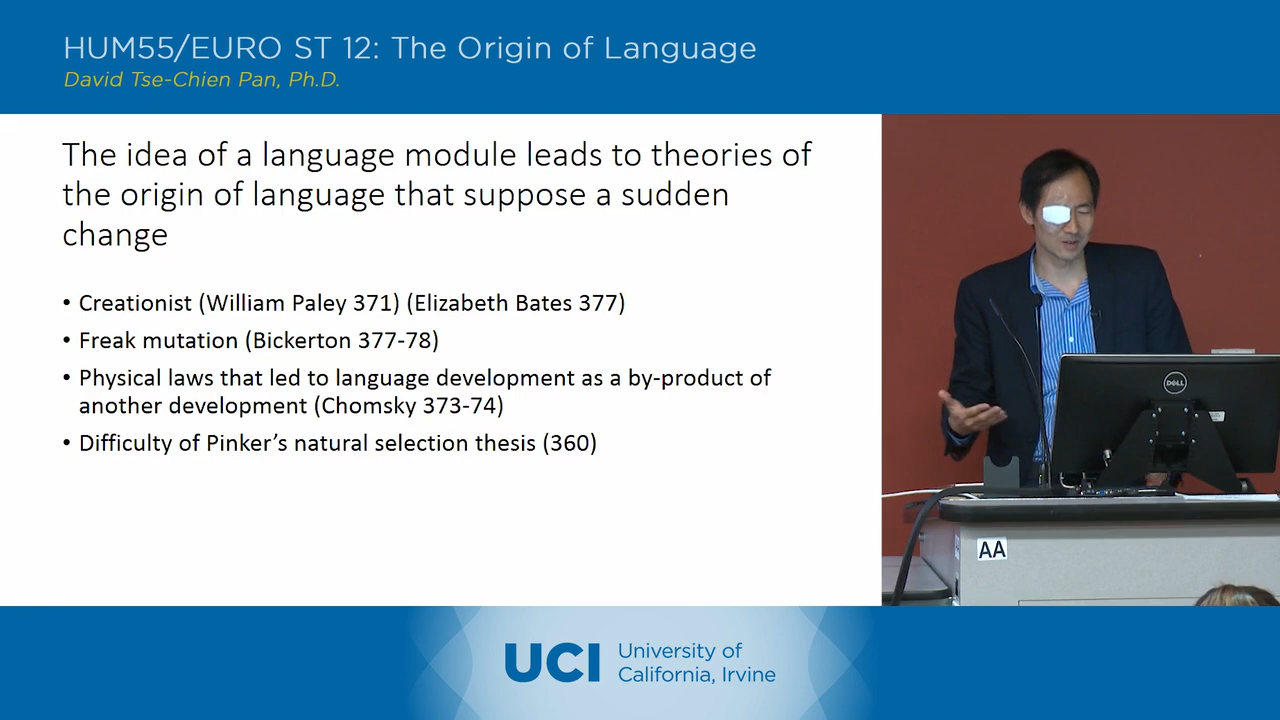 HUM55/EURO ST 12: The Origin of Language
David Tse-Chien Pan, Ph.D.
The idea of a language module leads to theories of
the origin of language that suppose a sudden
change
• Creationist (William Paley 371) (Elizabeth Bates 377)
• Freak mutation (Bickerton 377-78)
• Physical laws that led to language development as a by-product of
another development (Chomsky 373-74)
• Difficulty of Pinker’s natural selection thesis (360)
DELL
AA
UCI
University of
California, Irvine